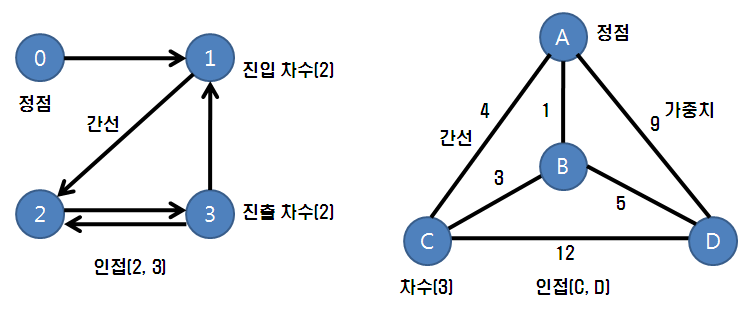 0
1
진입 차수(2)
정점
간선
2
3
진출 차수(2)
인접(2, 3)
A
정점
4
1
9
가중치
간선
B
3
5
C
D
12
차수(3)
인접(C, D)